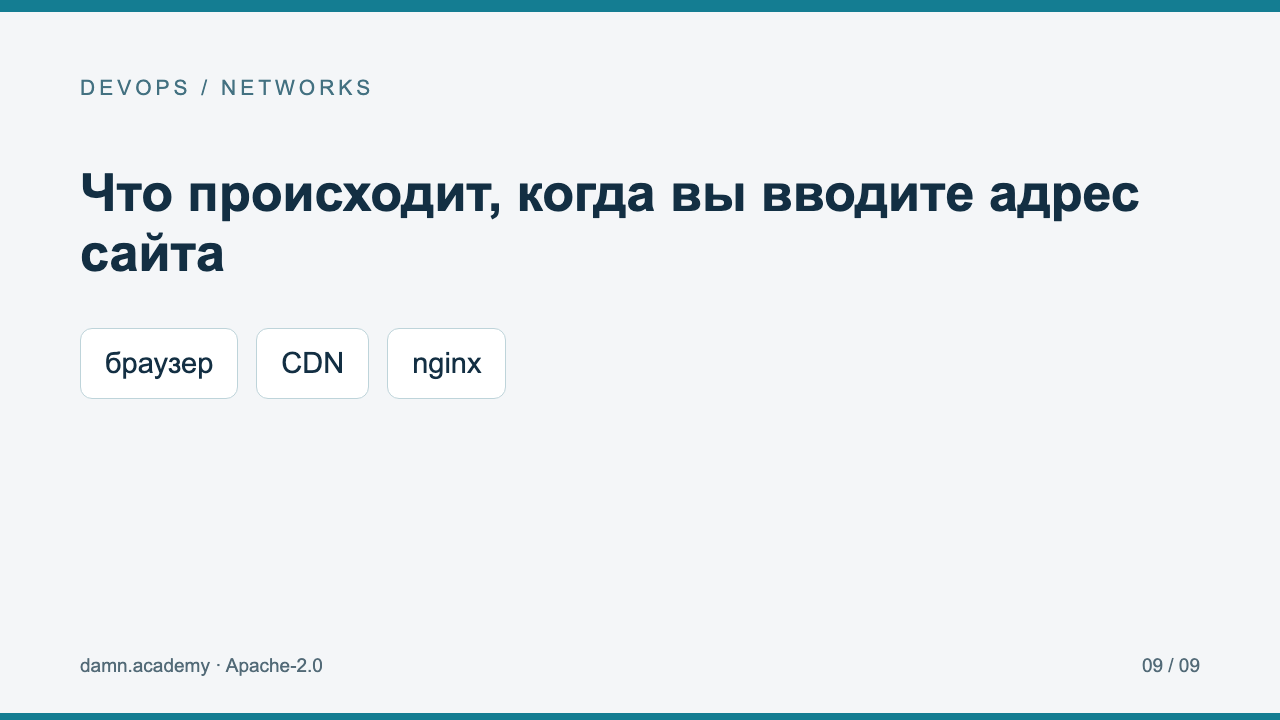 DEVOPS / NETWORKS
Что происходит, когда вы вводите адрес
сайта
браузер CDN nginx
damn.academy · Apache-2.0 09 / 09